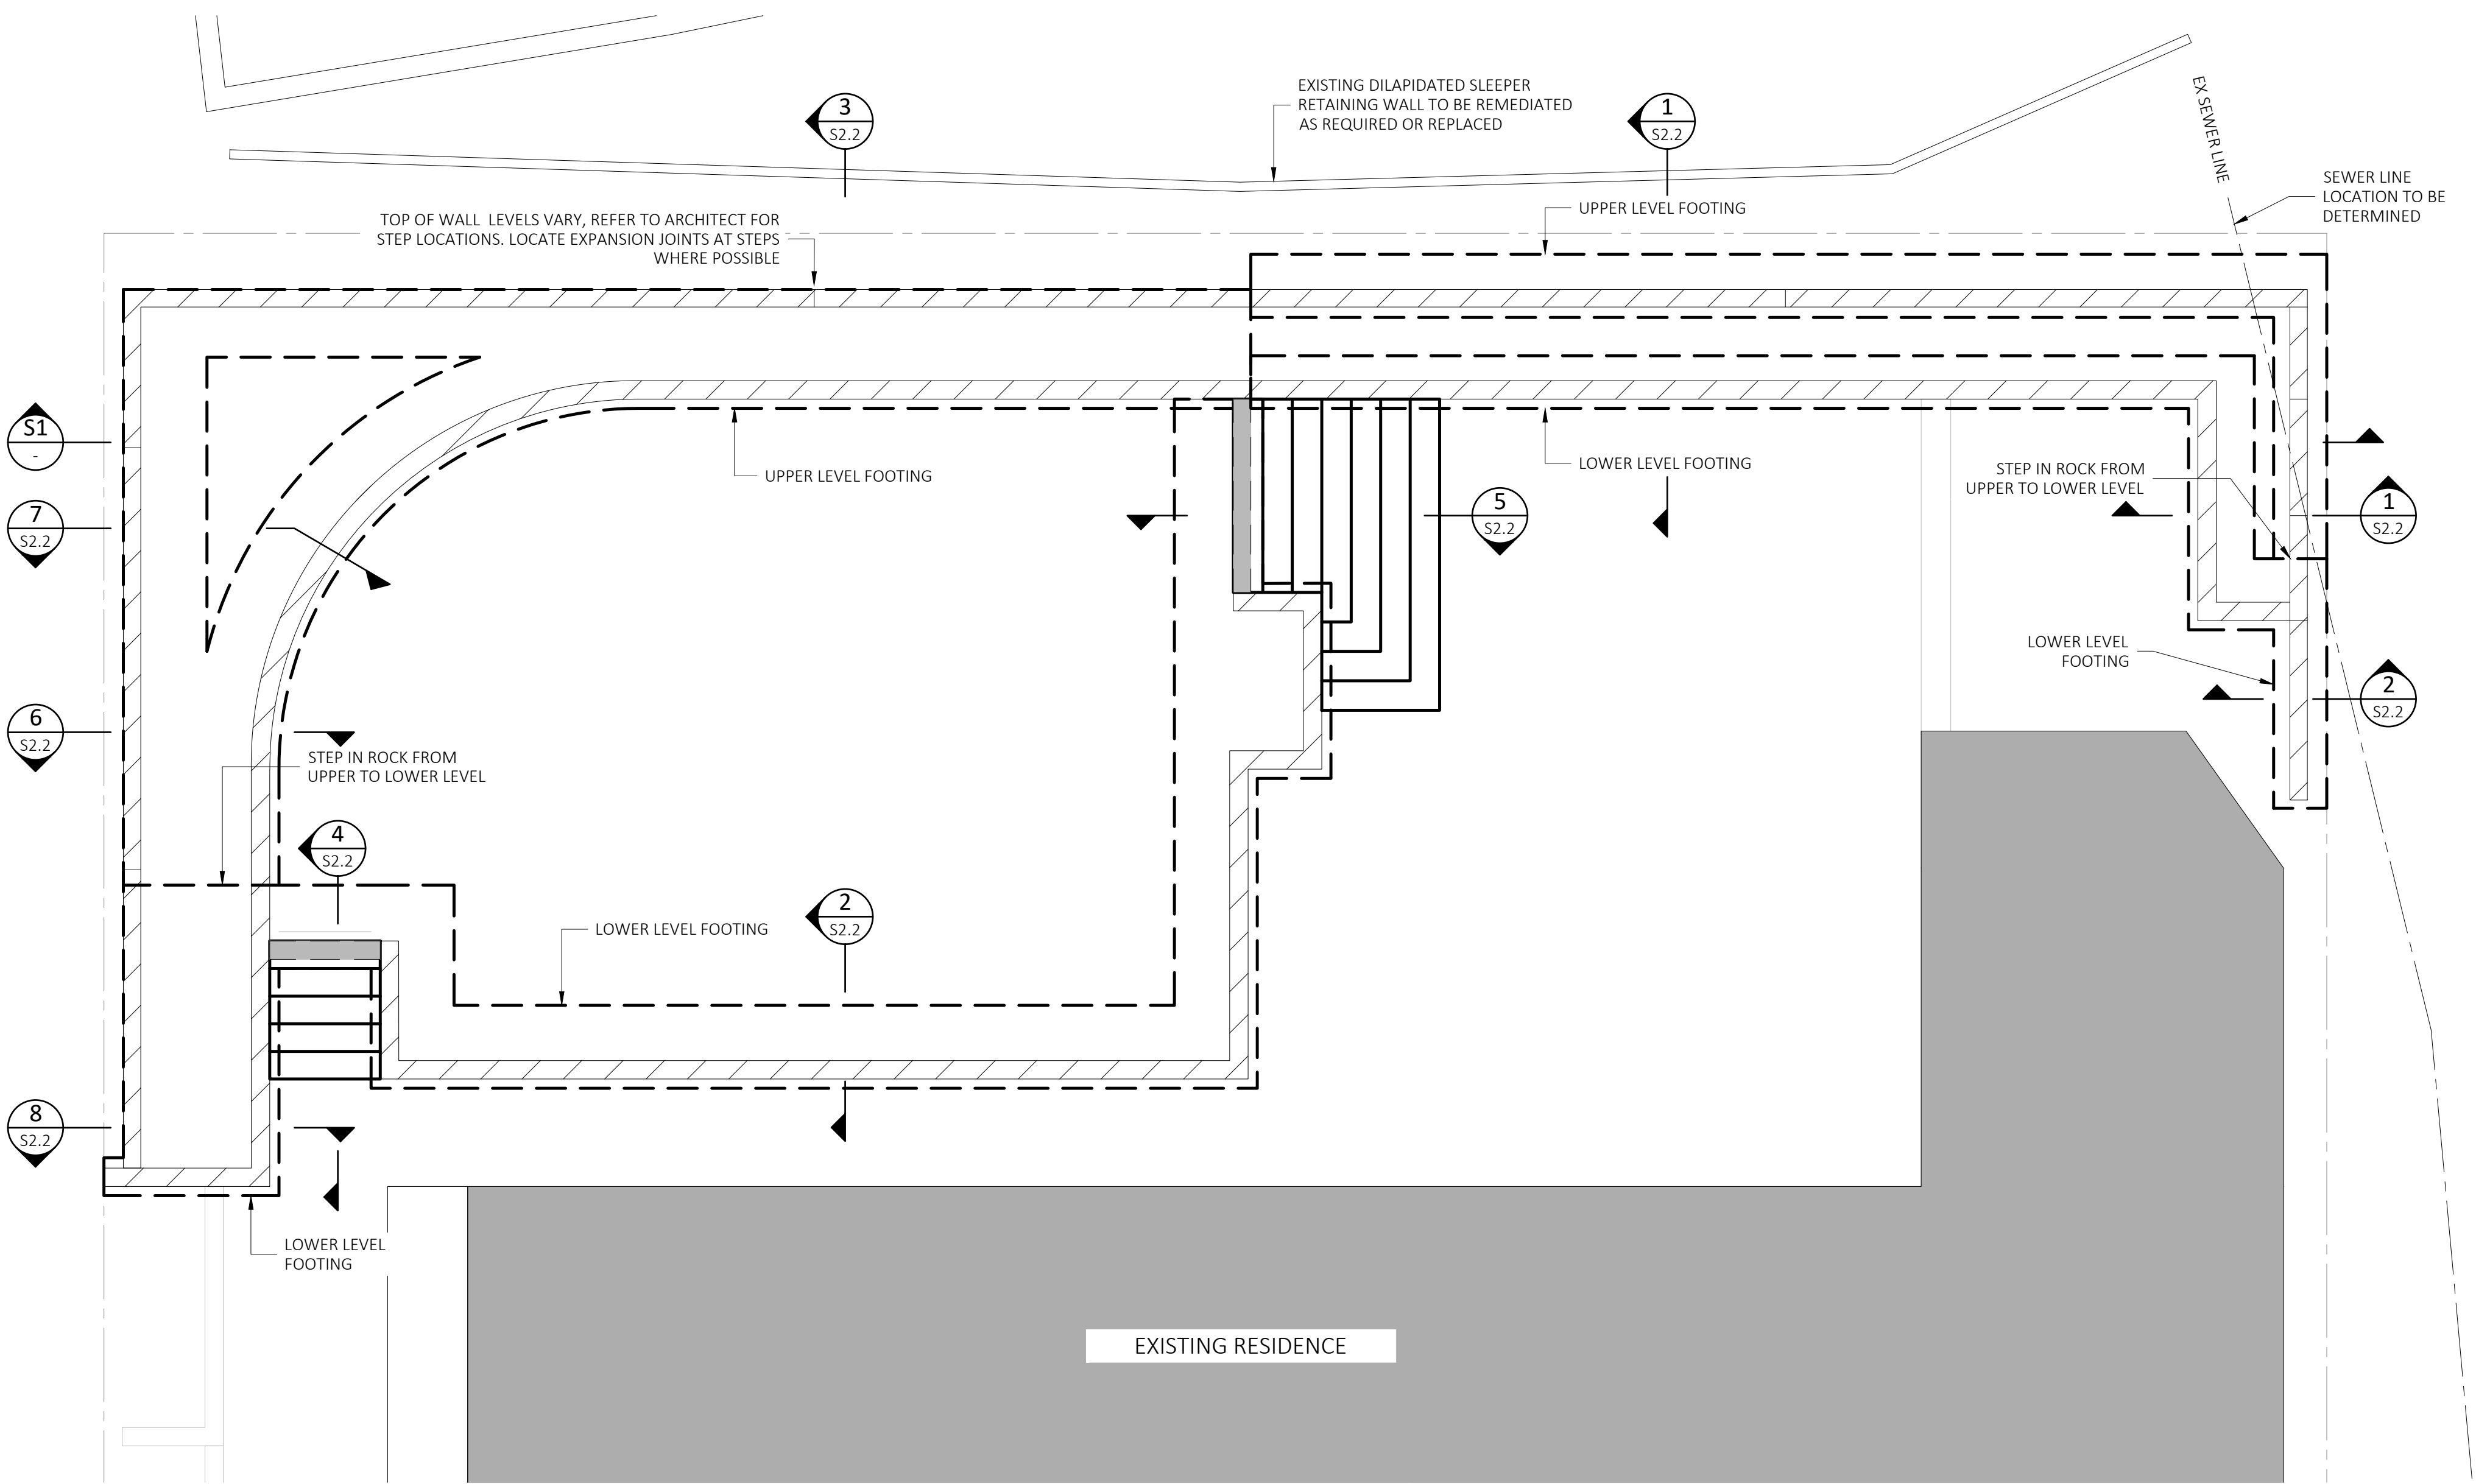 3
S2.2
EXISTING DILAPIDATED SLEEPER
RETAINING WALL TO BE REMEDIATED
AS REQUIRED OR REPLACED
1
S2.2
EX SEWER LINE
SEWER LINE
LOCATION TO BE
DETERMINED
TOP OF WALL LEVELS VARY, REFER TO ARCHITECT FOR
STEP LOCATIONS. LOCATE EXPANSION JOINTS AT STEPS
WHERE POSSIBLE
UPPER LEVEL FOOTING
S1
-
7
S2.2
UPPER LEVEL FOOTING
LOWER LEVEL FOOTING
5
S2.2
STEP IN ROCK FROM
UPPER TO LOWER LEVEL
1
S2.2
LOWER LEVEL
FOOTING
2
S2.2
6
S2.2
STEP IN ROCK FROM
UPPER TO LOWER LEVEL
4
S2.2
LOWER LEVEL FOOTING
2
S2.2
8
S2.2
LOWER LEVEL
FOOTING
EXISTING RESIDENCE